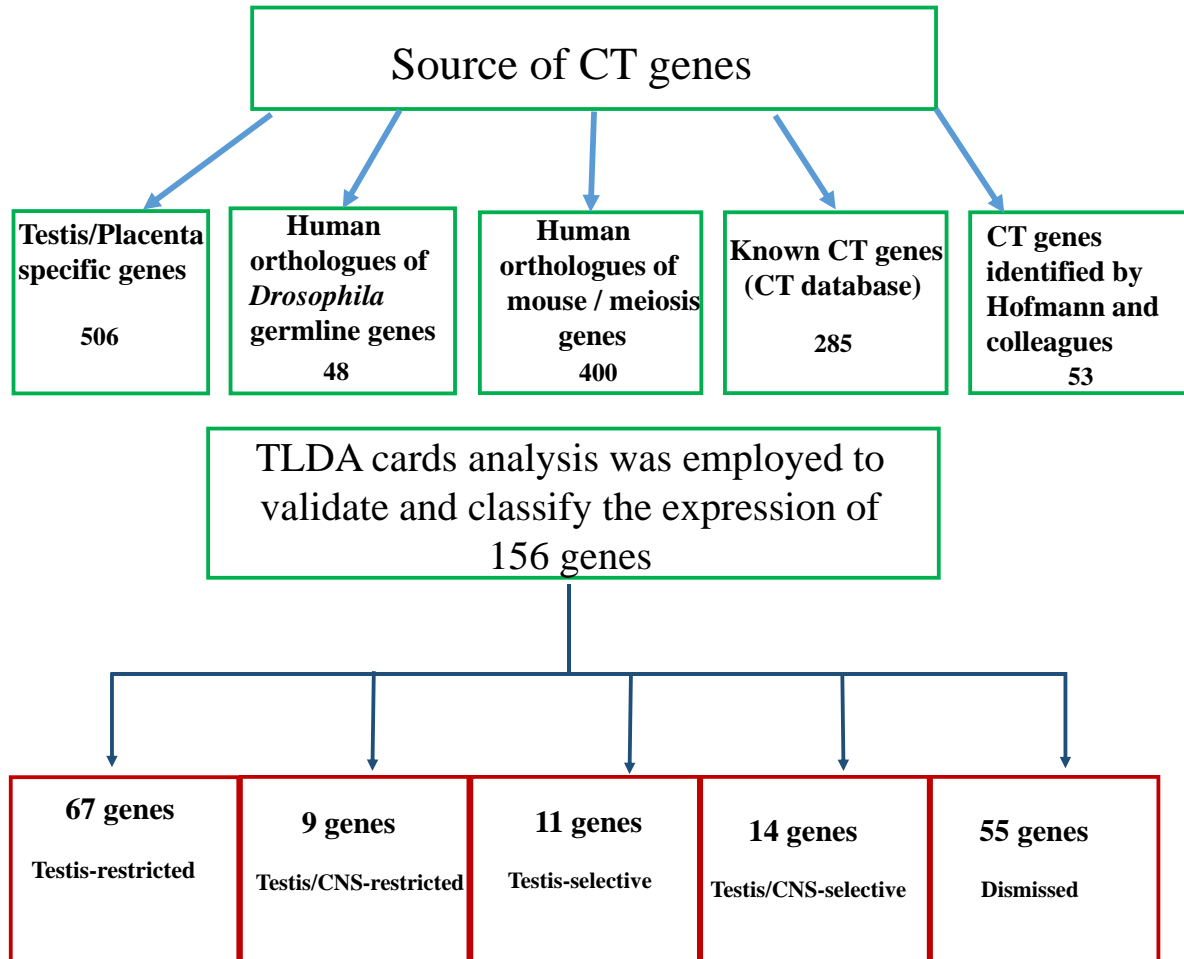 Source of CT genes
Testis/Placenta
specific genes
506
Human
orthologues of
Drosophila
germline genes
48
Human
orthologues of
mouse / meiosis
genes
400
Known CT genes
(CT database)
285
CT genes
identified by
Hofmann and
colleagues
53
TLDA cards analysis was employed to
validate and classify the expression of
156 genes
67 genes
Testis-restricted
9 genes
Testis/CNS-restricted
11 genes
Testis-selective
14 genes
Testis/CNS-selective
55 genes
Dismissed